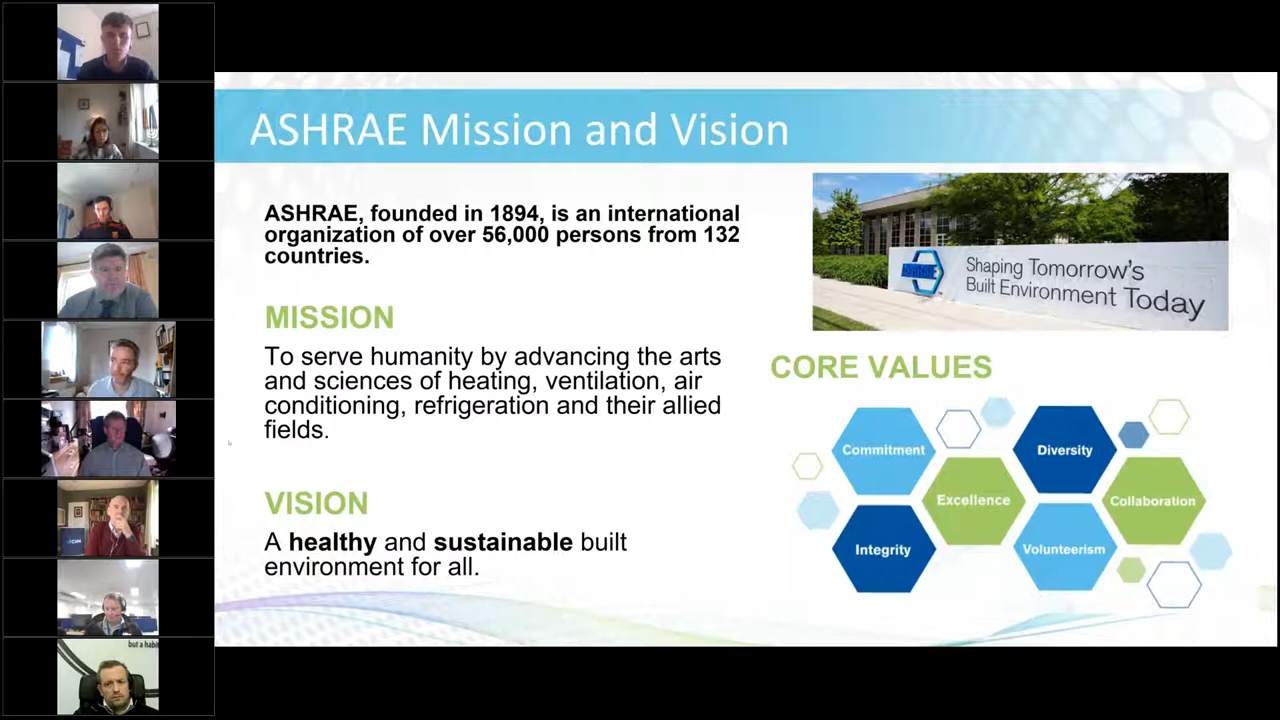 ASHRAE Mission and Vision
ASHRAE, founded in 1894, is an international
organization of over 56,000 persons from 132
countries.
MISSION
To serve humanity by advancing the arts
and sciences of heating, ventilation, air
conditioning, refrigeration and their allied
fields.
VISION
A healthy and sustainable built
environment for all.
ASHRAE
Shaping Tomorrow's
Built Environment Today
CORE VALUES
Commitment
Diversity
Excellence
Collaboration
Integrity
Volunteerism
but a habit